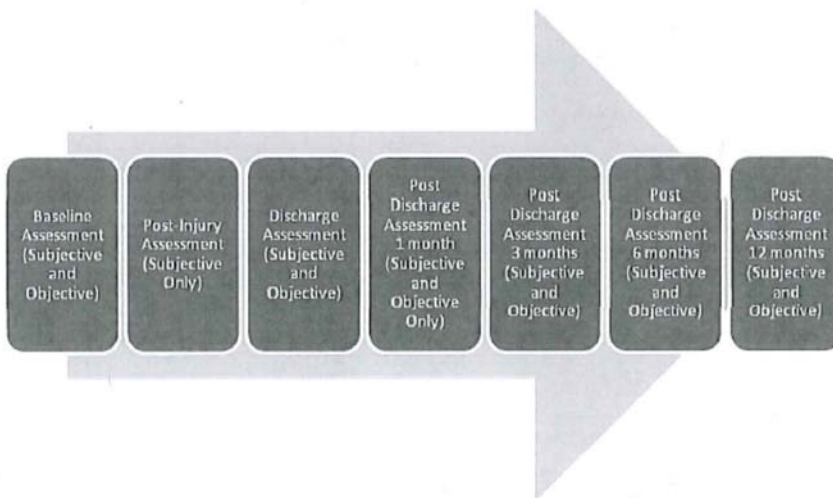 Baseline
Assessment
(Subjective
and
Objective)
Post-Injury
Assessment
(Subjective
Only)
Discharge
Assessment
(Subjective
and
Objective)
Post
Discharge
Assessment
1 month
(Subjective
and
Objective
Only)
Post
Discharge
Assessment
3 months
(Subjective
and
Objective)
Post
Discharge
Assessment
6 months
(Subjective
and
Objective)
Post
Discharge
Assessment
12 months
(Subjective
and
Objective)